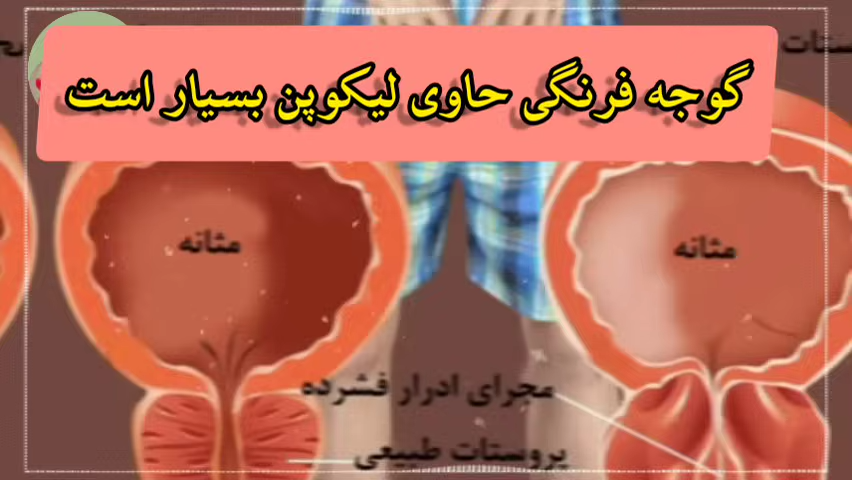 گوجه فرنگی حاوی لیکوپن بسیار است
مثانه
مثانه
مجرای ادرار فشرده
پروستات طبیعی